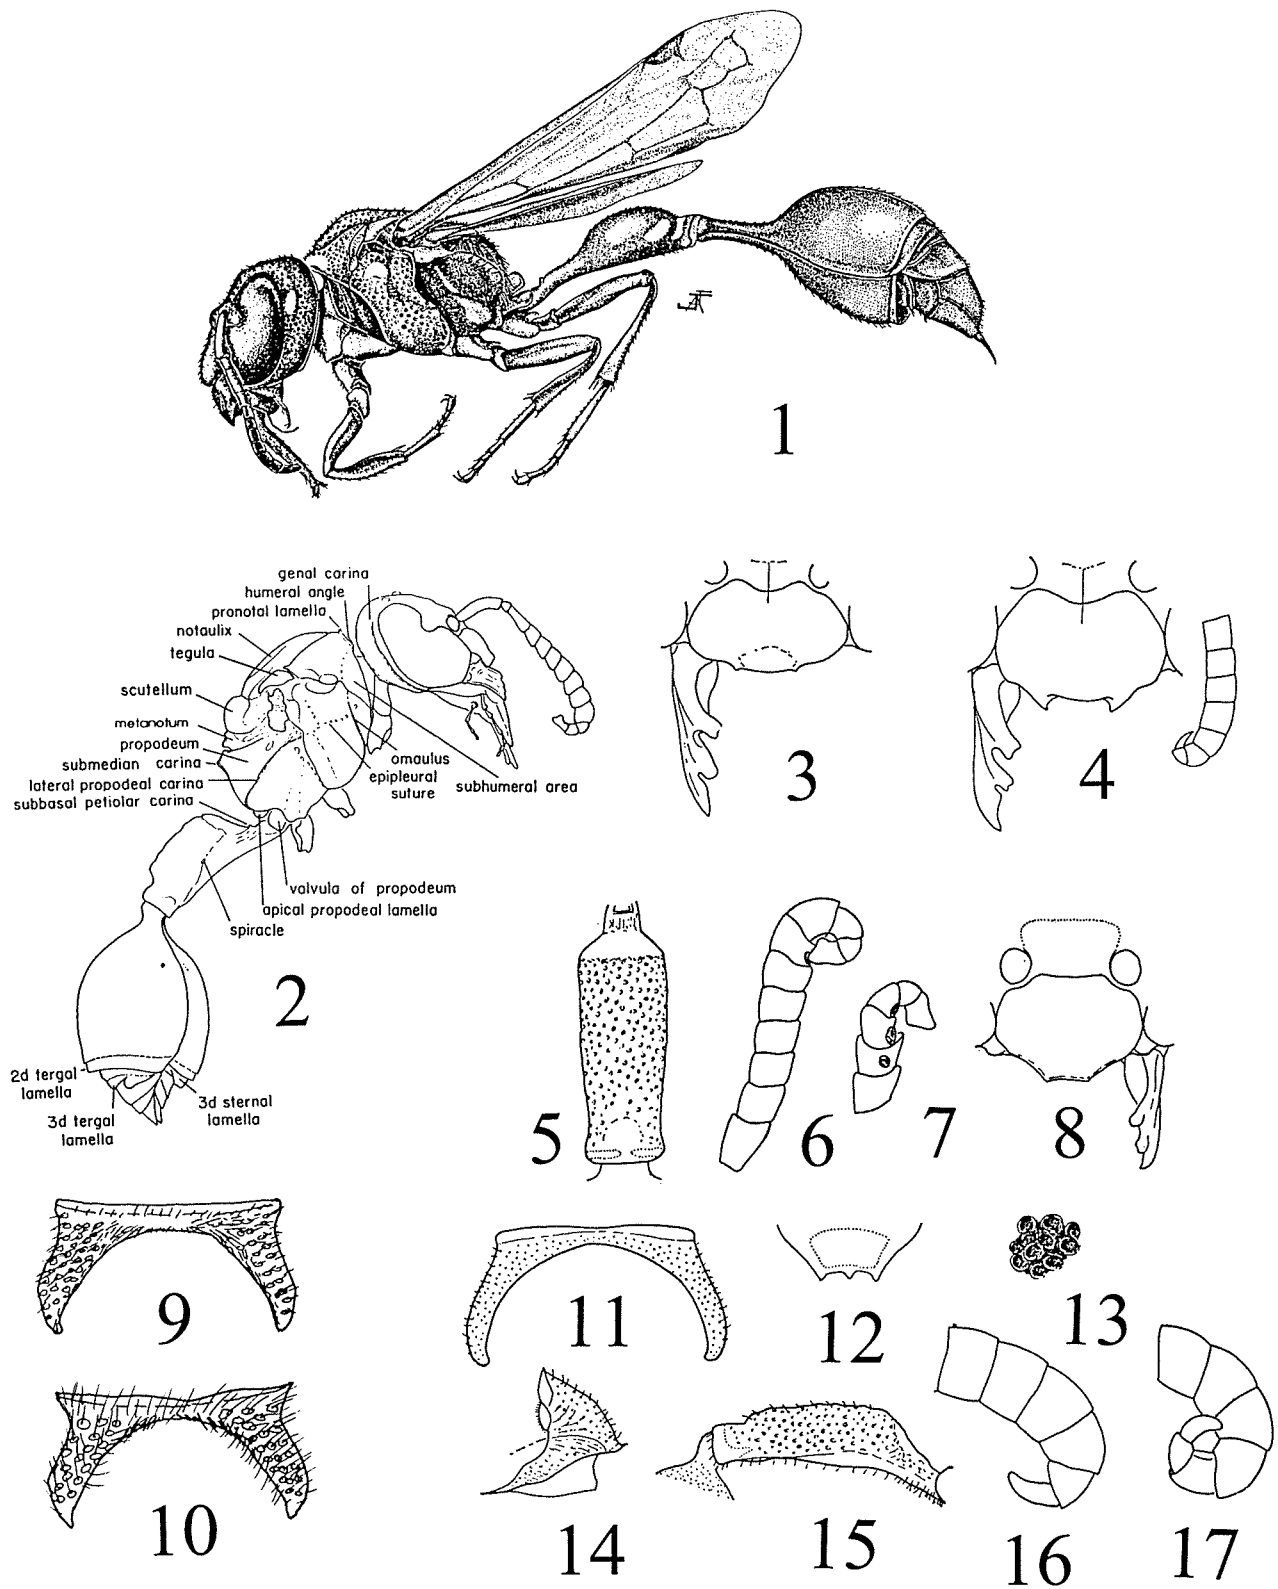 1
genal carina
humeral angle
pronotal lamella
notaulix
tegula
scutellum
metanotum
propodeum
submedian carina
lateral propodeal carina
subbasal petiolar carina
omaulus
epipleural
suture
subhumeral area
valvula of propodeum
apical propodeal lamella
spiracle
2
2d tergal
lamella
3d tergal
lamella
3d sternal
lamella
3
4
5
6
7
8
9
10
11
12
13
14
15
16
17